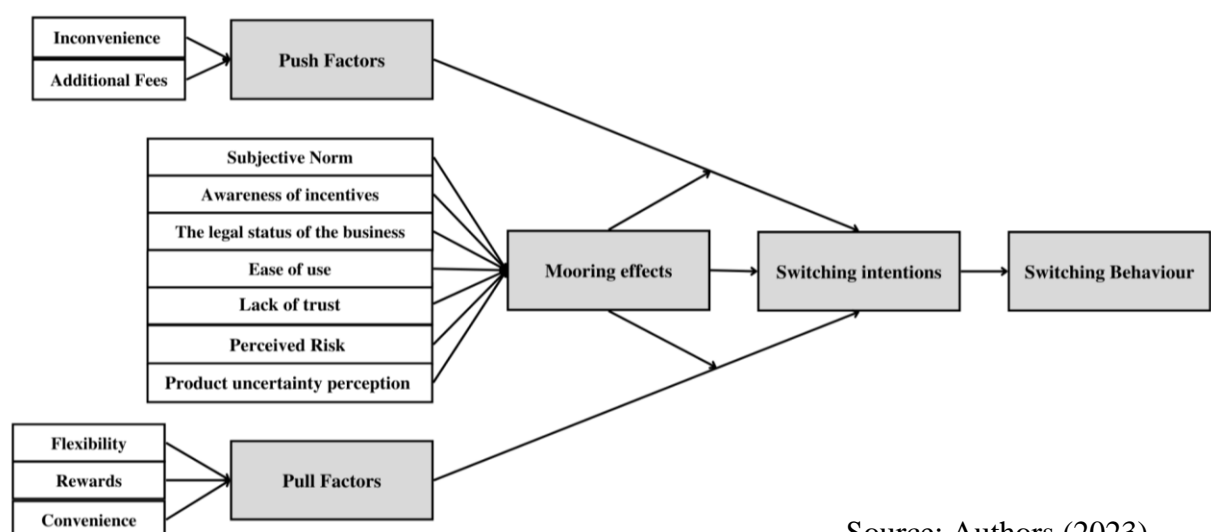 Inconvenience
Additional Fees
Push Factors
Subjective Norm
Awareness of incentives
The legal status of the business
Ease of use
Lack of trust
Perceived Risk
Product uncertainty perception
Mooring effects
Switching intentions
Switching Behaviour
Flexibility
Rewards
Convenience
Pull Factors
Source: Authors (2023)